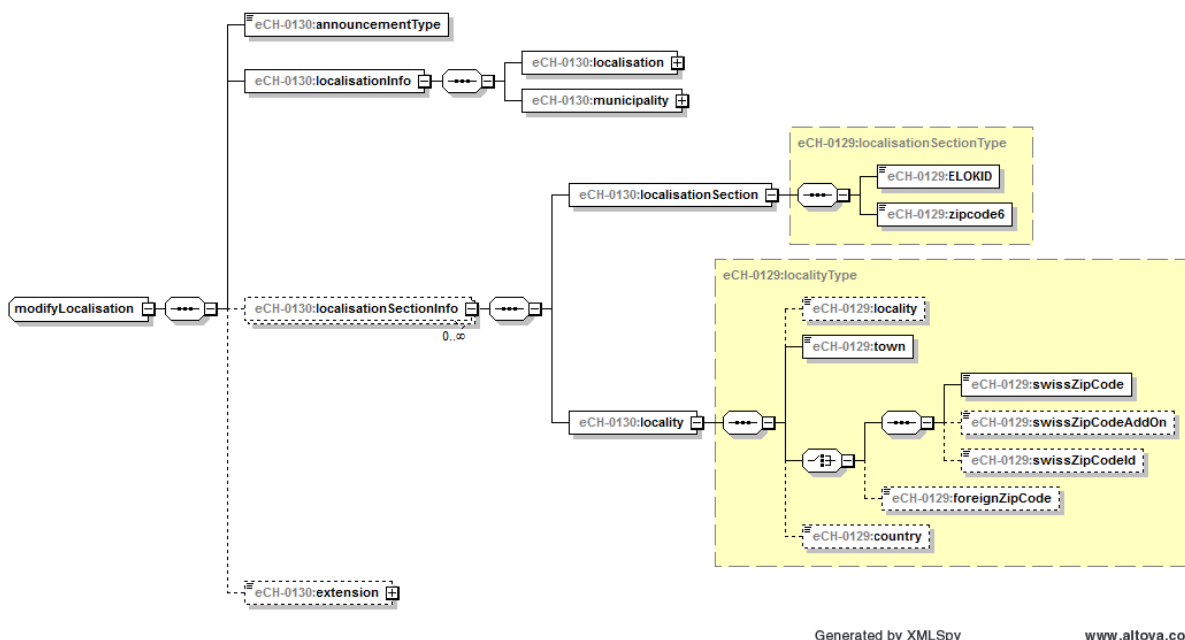 eCH-0130:announcementType
eCH-0130:localisationInfo
eCH-0130:localisation
eCH-0130:municipality
eCH-0129:localisationSectionType
eCH-0130:localisationSection
eCH-0129:ELOKID
eCH-0129:zipcode6
eCH-0129:localityType
modifyLocalisation
eCH-0130:localisationSectionInfo
0..∞
eCH-0129:locality
eCH-0129:town
eCH-0130:locality
eCH-0129:swissZipCode
eCH-0129:swissZipCodeAddOn
eCH-0129:swissZipCodeId
eCH-0129:foreignZipCode
eCH-0129:country
eCH-0130:extension
Generated by XMLSpy www.altova.co